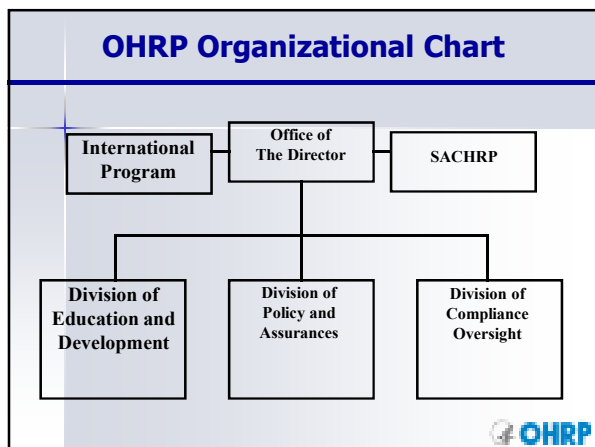 OHRP Organizational Chart
International
Program
Office of
The Director
SACHRP
Division of
Education and
Development
Division of
Policy and
Assurances
Division of
Compliance
Oversight
OHRP